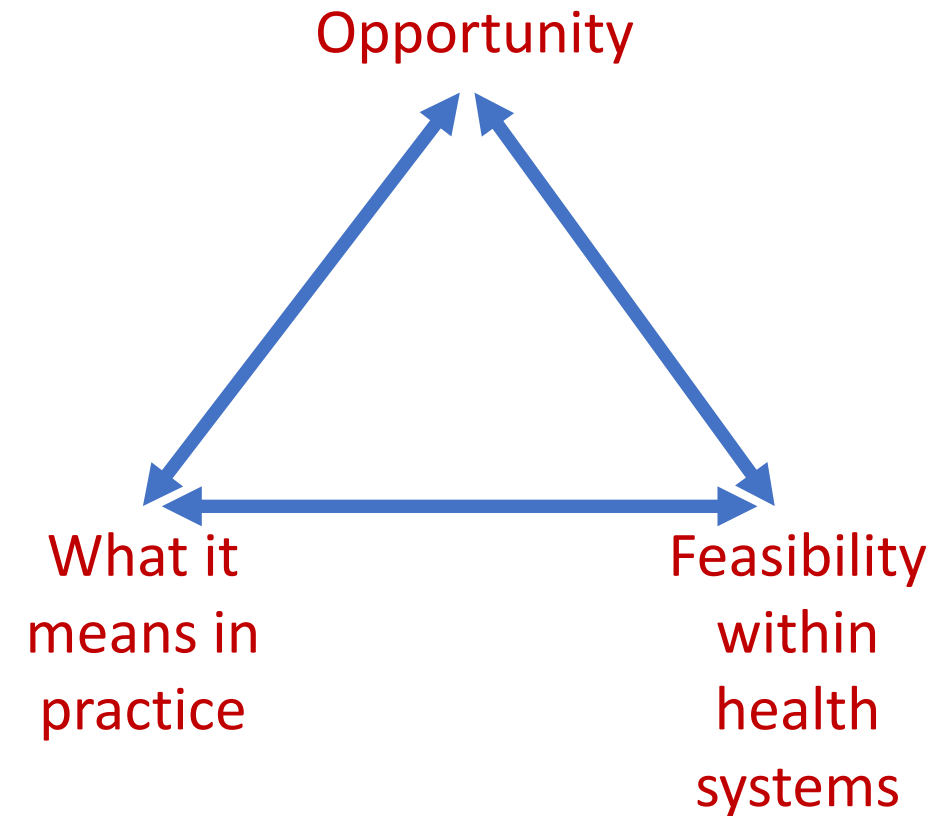 Opportunity
What it
means in
practice
Feasibility
within
health
systems